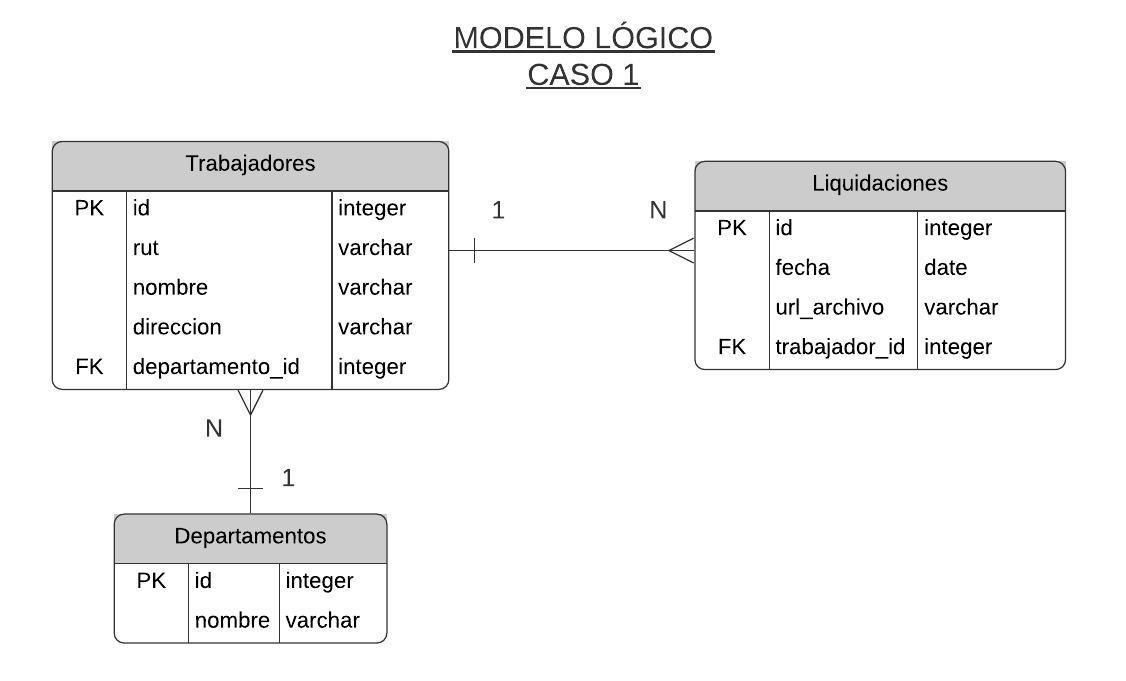 MODELO LÓGICO
CASO 1
Trabajadores
PK id integer
rut varchar
nombre varchar
direccion varchar
FK departamento_id integer
1 N
Liquidaciones
PK id integer
fecha date
url_archivo varchar
FK trabajador_id integer
N
1
Departamentos
PK id integer
nombre varchar